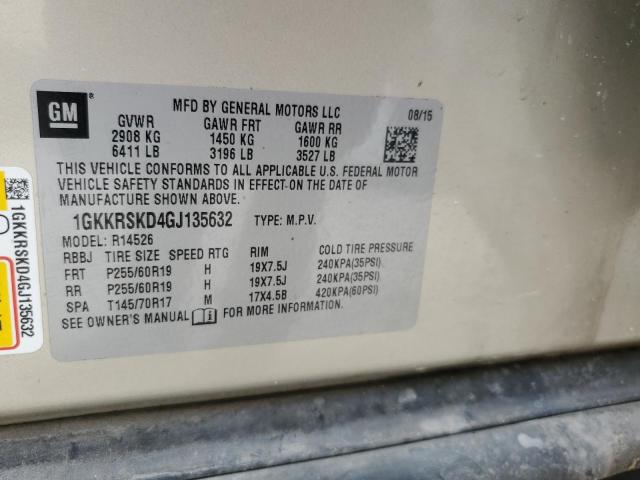 GM
®
MFD BY GENERAL MOTORS LLC
08/15
GVWR GAWR FRT GAWR RR
2908 KG 1450 KG 1600 KG
6411 LB 3196 LB 3527 LB
THIS VEHICLE CONFORMS TO ALL APPLICABLE U.S. FEDERAL MOTOR
VEHICLE SAFETY STANDARDS IN EFFECT ON THE DATE OF
MANUFACTURE SHOWN ABOVE.
1GKKRSKD4GJ135632 TYPE: M.P.V.
MODEL: R14526
RBBJ TIRE SIZE SPEED RTG RIM COLD TIRE PRESSURE
FRT P255/60R19 H 19X7.5J 240KPA(35PSI)
RR P255/60R19 H 19X7.5J 240KPA(35PSI)
SPA T145/70R17 M 17X4.5B 420KPA(60PSI)
SEE OWNER'S MANUAL FOR MORE INFORMATION.
1GKKRSKD4GJ135632